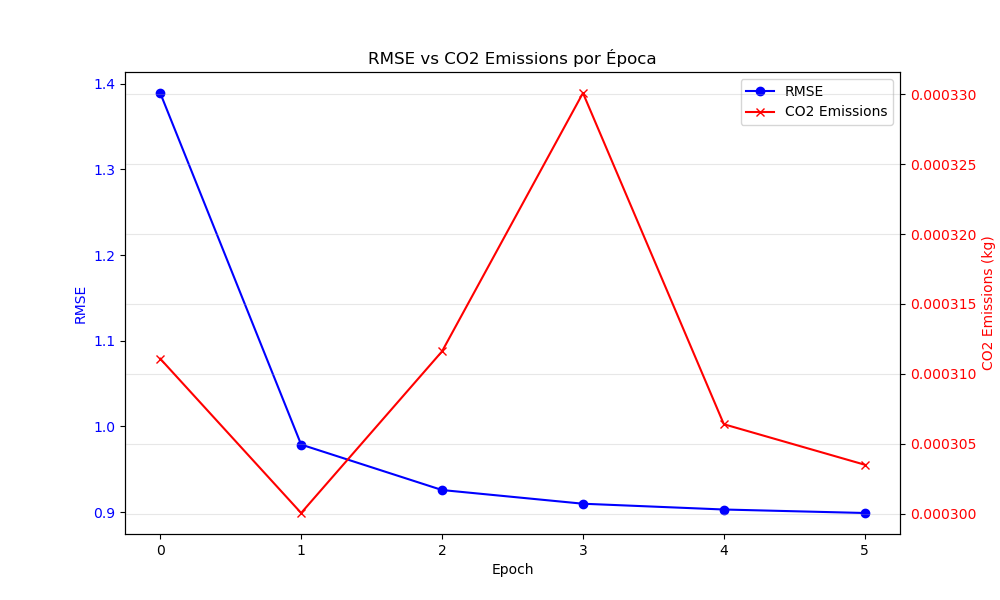 RMSE vs CO2 Emissions por Época
RMSE
CO2 Emissions
1.4
1.3
1.2
1.1
1.0
0.9
RMSE
0.000330
0.000325
0.000320
0.000315
0.000310
0.000305
0.000300
CO2 Emissions (kg)
0 1 2 3 4 5
Epoch